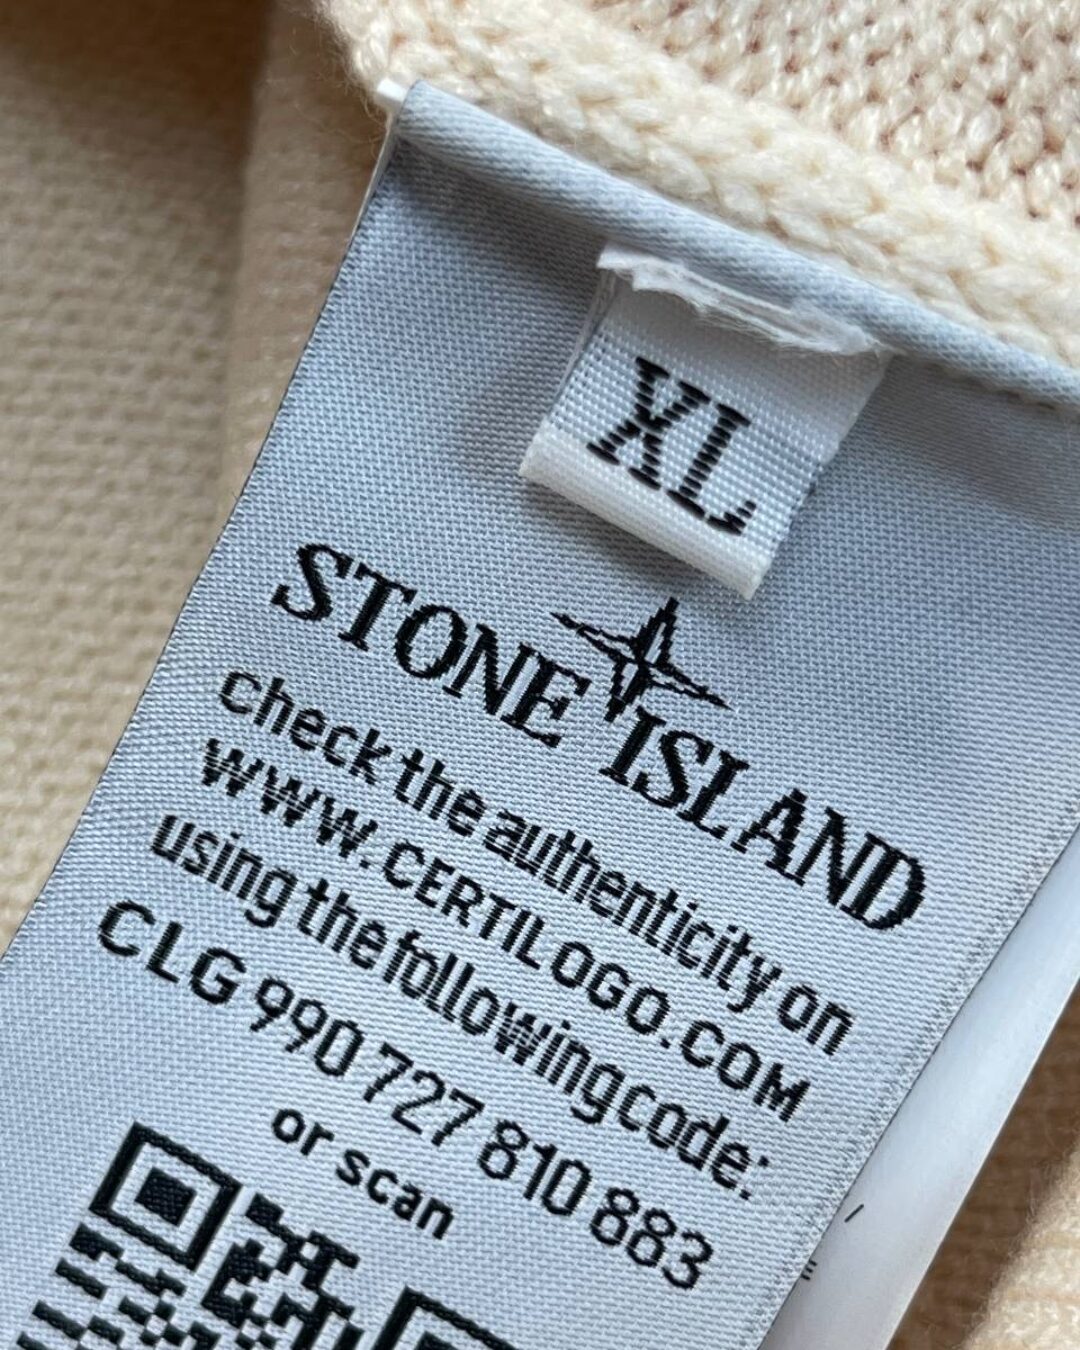 XL
STONE ISLAND
check the authenticity on
WWW.CERTILOGO.COM
using the following code:
CLG 990 727 810 883
or scan